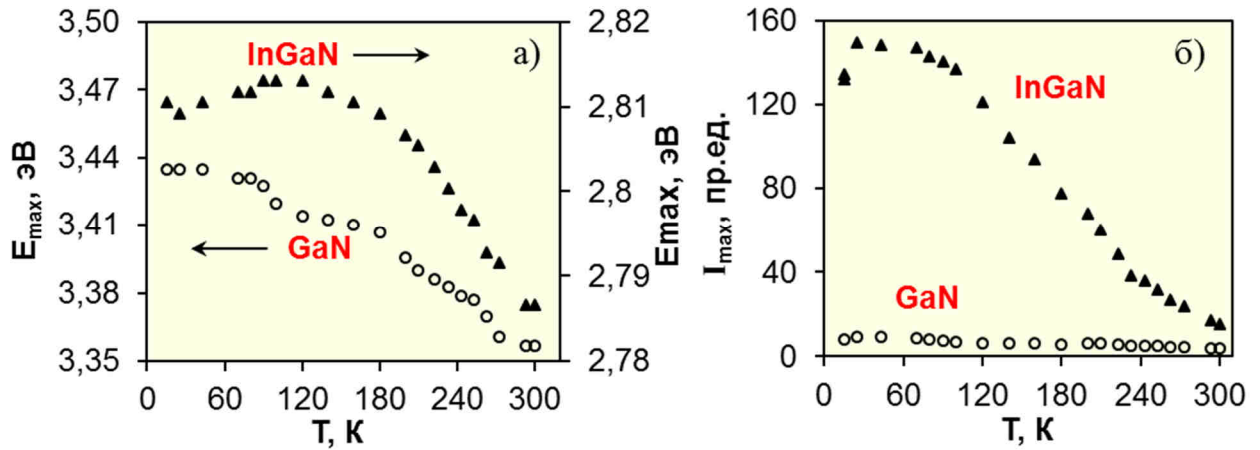 а)
InGaN
GaN
3,50
3,47
3,44
3,41
3,38
3,35
2,82
2,81
2,8
2,79
2,78
0 60 120 180 240 300
E_max, эВ
Emax, эВ
T, K
б)
InGaN
GaN
160
120
80
40
0
0 60 120 180 240 300
I_max, пр.ед.
T, K